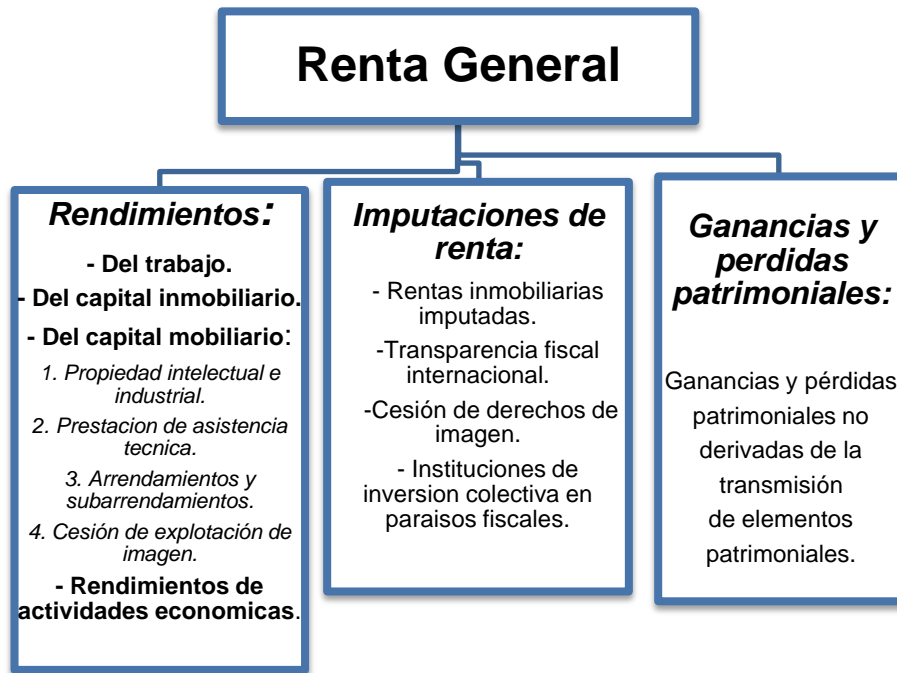 Renta General
Rendimientos:
- Del trabajo.
- Del capital inmobiliario.
- Del capital mobiliario:
1. Propiedad intelectual e
industrial.
2. Prestacion de asistencia
tecnica.
3. Arrendamientos y
subarrendamientos.
4. Cesión de explotación de
imagen.
- Rendimientos de
actividades economicas.
Imputaciones de
renta:
- Rentas inmobiliarias
imputadas.
-Transparencia fiscal
internacional.
-Cesión de derechos de
imagen.
- Instituciones de
inversion colectiva en
paraisos fiscales.
Ganancias y
perdidas
patrimoniales:
Ganancias y pérdidas
patrimoniales no
derivadas de la
transmisión
de elementos
patrimoniales.